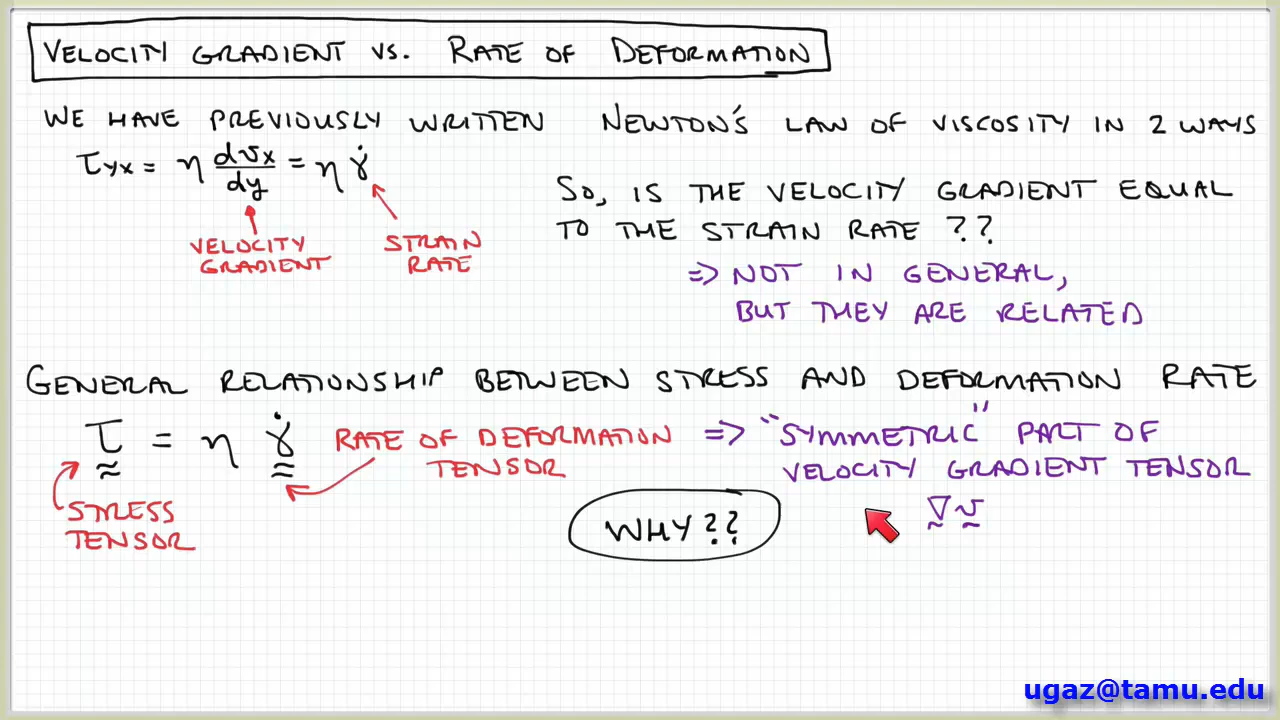 VELOCITY GRADIENT VS. RATE OF DEFORMATION
WE HAVE PREVIOUSLY WRITTEN NEWTON'S LAW OF VISCOSITY IN 2 WAYS
τyx = η dvx/dy = η γ̇
VELOCITY GRADIENT
STRAIN RATE
SO, IS THE VELOCITY GRADIENT EQUAL
TO THE STRAIN RATE ??
⇒ NOT IN GENERAL,
BUT THEY ARE RELATED
GENERAL RELATIONSHIP BETWEEN STRESS AND DEFORMATION RATE
τ = η γ̇
STRESS
TENSOR
RATE OF DEFORMATION
TENSOR
⇒ "SYMMETRIC" PART OF
VELOCITY GRADIENT TENSOR
∇v
WHY??
ugaz@tamu.edu